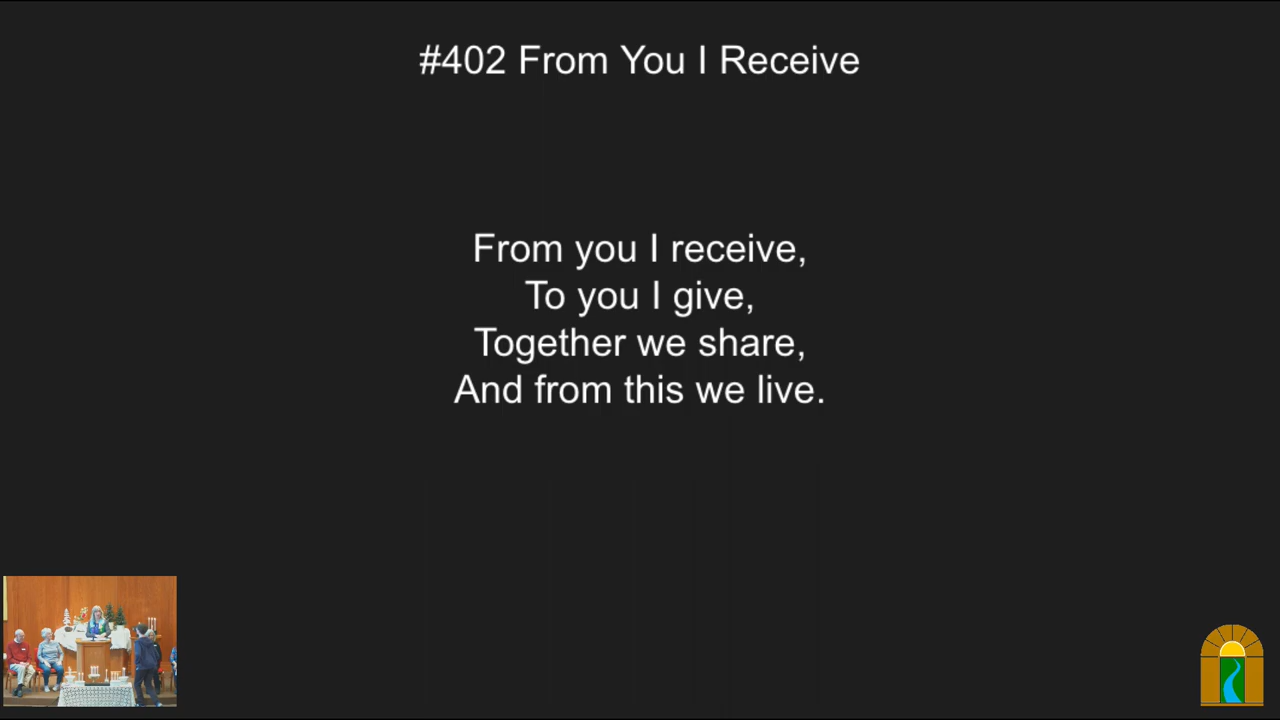 #402 From You I Receive
From you I receive,
To you I give,
Together we share,
And from this we live.